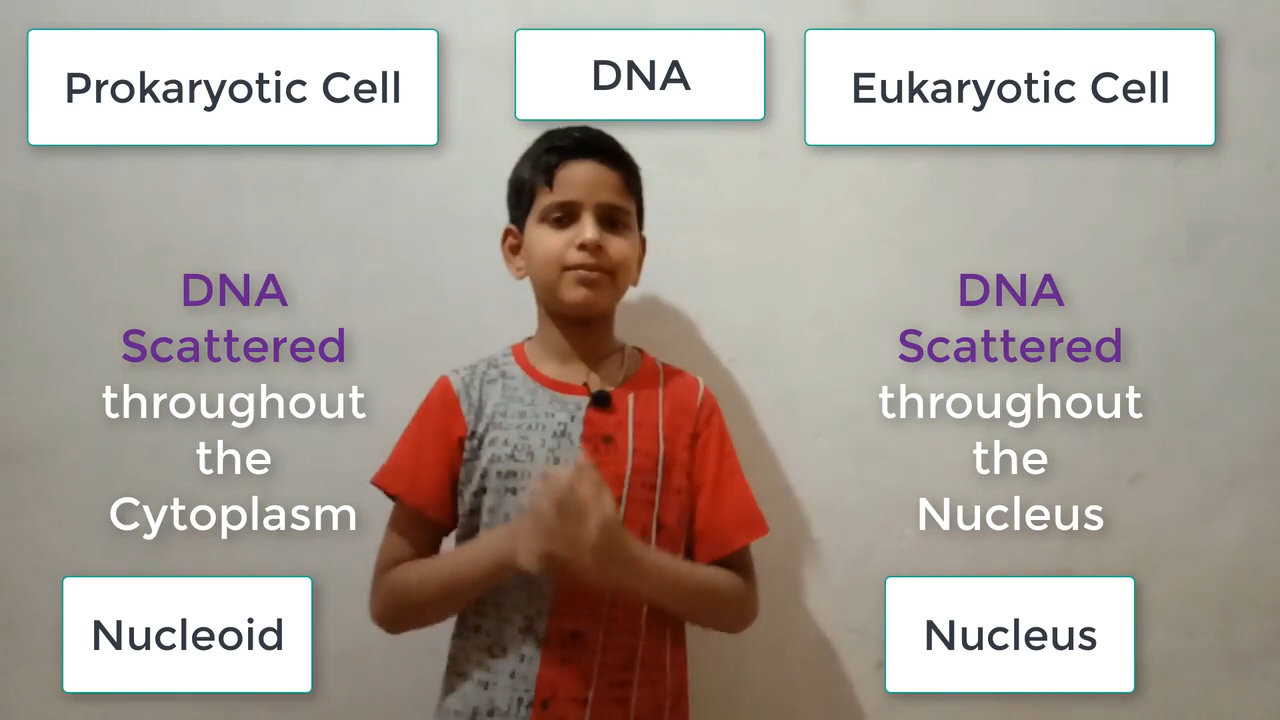 Prokaryotic Cell
DNA
Eukaryotic Cell
DNA
Scattered
throughout
the
Cytoplasm
DNA
Scattered
throughout
the
Nucleus
Nucleoid
Nucleus